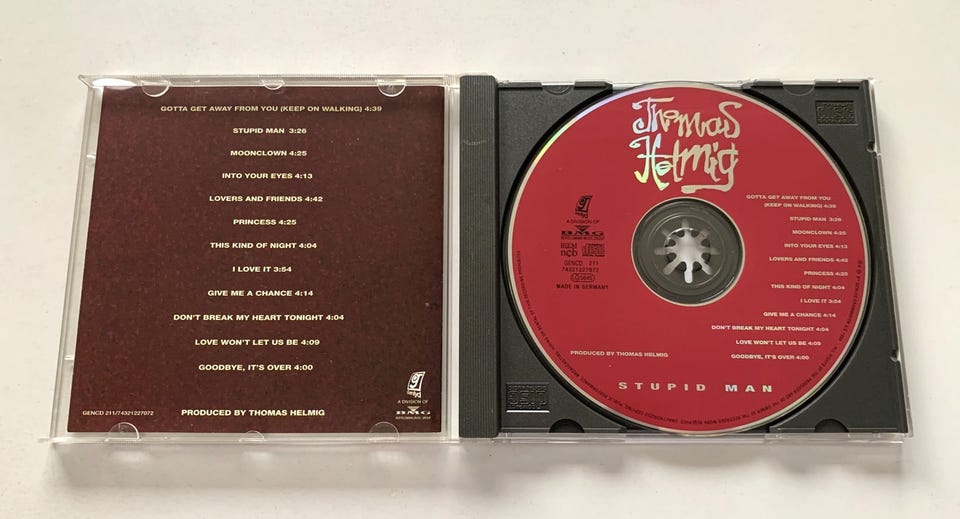 GOTTA GET AWAY FROM YOU (KEEP ON WALKING) 4:39
STUPID MAN 3:26
MOONCLOWN 4:25
INTO YOUR EYES 4:13
LOVERS AND FRIENDS 4:42
PRINCESS 4:25
THIS KIND OF NIGHT 4:04
I LOVE IT 3:54
GIVE ME A CHANCE 4:14
DON'T BREAK MY HEART TONIGHT 4:04
LOVE WON'T LET US BE 4:09
GOODBYE, IT'S OVER 4:00
A DIVISION OF
BMG
GENCD 211/74321227072
PRODUCED BY THOMAS HELMIG
Thomas
Helmig
A DIVISION OF
BMG
ncb
GENCD 211
74321227072
MADE IN GERMANY
GOTTA GET AWAY FROM YOU
(KEEP ON WALKING) 4:39
STUPID MAN 3:26
MOONCLOWN 4:25
INTO YOUR EYES 4:13
LOVERS AND FRIENDS 4:42
PRINCESS 4:25
THIS KIND OF NIGHT 4:04
I LOVE IT 3:54
GIVE ME A CHANCE 4:14
DON'T BREAK MY HEART TONIGHT 4:04
LOVE WON'T LET US BE 4:09
GOODBYE, IT'S OVER 4:00
PRODUCED BY THOMAS HELMIG
STUPID MAN